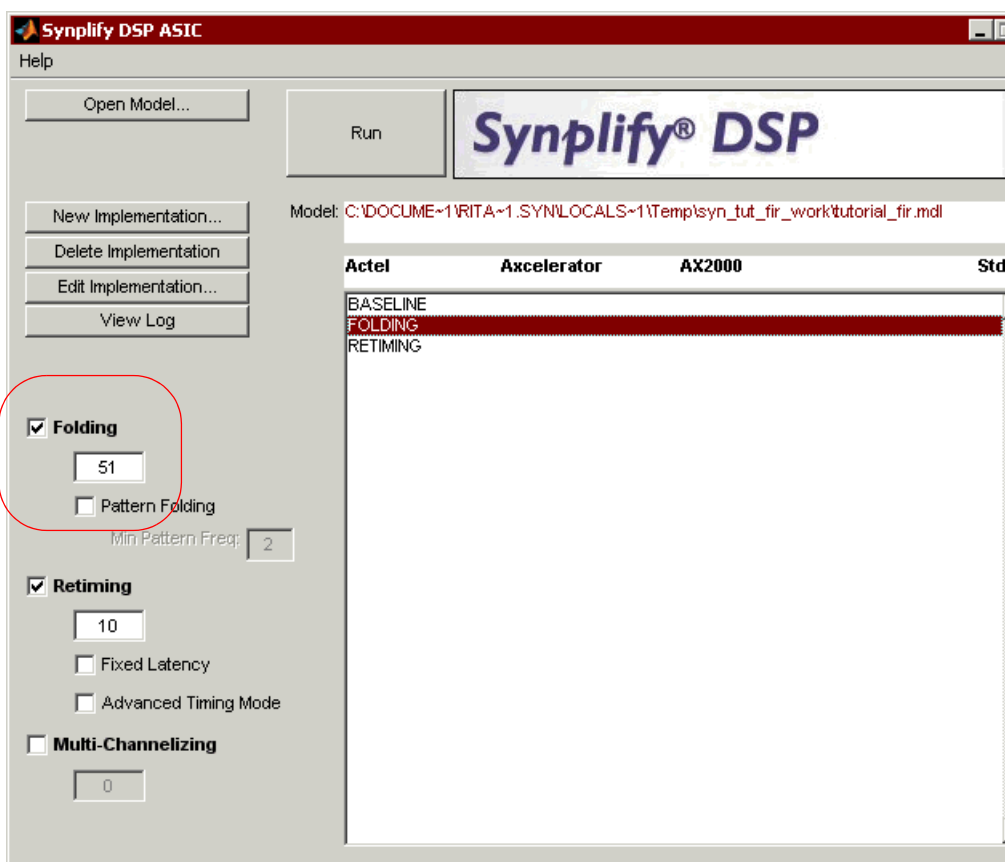 Synplify DSP ASIC
Help
Open Model...
Run
Synplify® DSP
New Implementation...
Delete Implementation
Edit Implementation...
View Log
Model: C:\DOCUME~1\RITA~1.SYN\LOCALS~1\Temp\syn_tut_fir_work\tutorial_fir.mdl
Actel Axcelerator AX2000 Std
BASELINE
FOLDING
RETIMING
Folding
51
Pattern Folding
Min Pattern Freq: 2
Retiming
10
Fixed Latency
Advanced Timing Mode
Multi-Channelizing
0